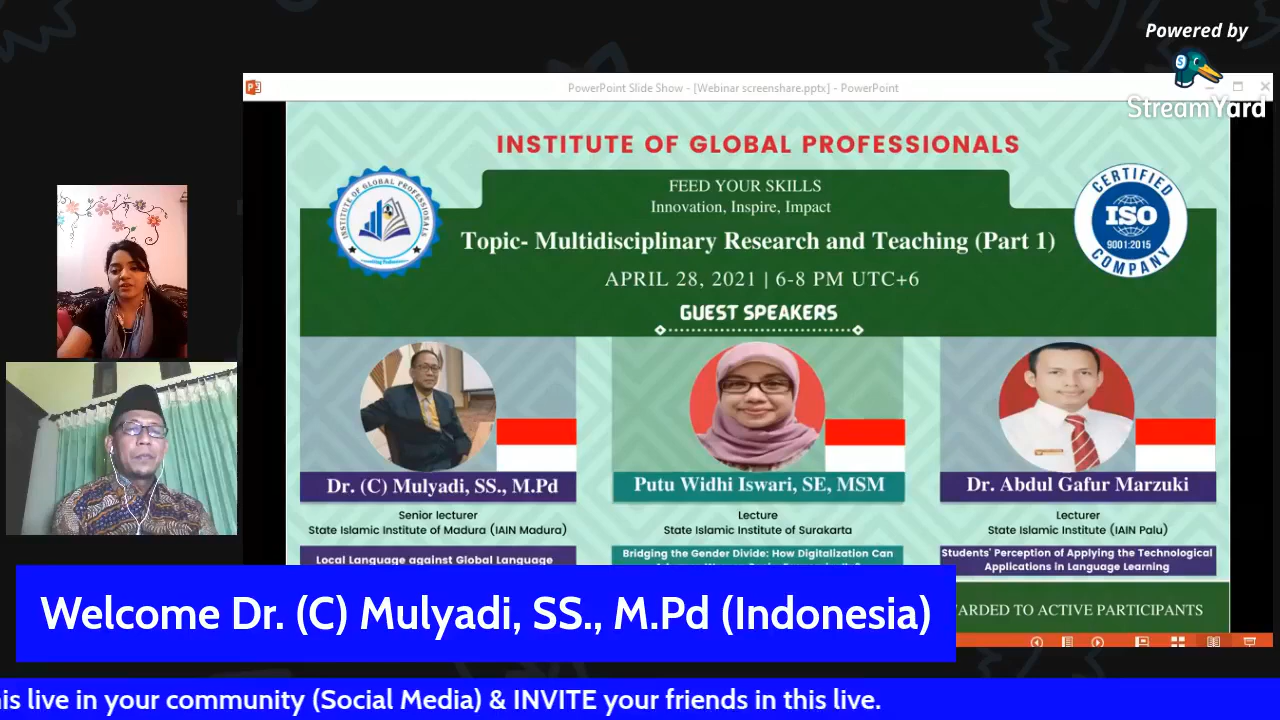 Powered by
StreamYard
PowerPoint Slide Show - [Webinar screenshare.pptx] - PowerPoint
INSTITUTE OF GLOBAL PROFESSIONALS
INSTITUTE OF GLOBAL PROFESSIONALS
FEED YOUR SKILLS
Innovation, Inspire, Impact
CERTIFIED
ISO
9001:2015
COMPANY
Topic- Multidisciplinary Research and Teaching (Part 1)
APRIL 28, 2021 | 6-8 PM UTC+6
GUEST SPEAKERS
Dr. (C) Mulyadi, SS., M.Pd
Senior lecturer
State Islamic Institute of Madura (IAIN Madura)
Local Language against Global Language
Putu Widhi Iswari, SE, MSM
Lecture
State Islamic Institute of Surakarta
Bridging the Gender Divide: How Digitalization Can
Dr. Abdul Gafur Marzuki
Lecturer
State Islamic Institute (IAIN Palu)
Students' Perception of Applying the Technological
Applications in Language Learning
ARDED TO ACTIVE PARTICIPANTS
Welcome Dr. (C) Mulyadi, SS., M.Pd (Indonesia)
is live in your community (Social Media) & INVITE your friends in this live.